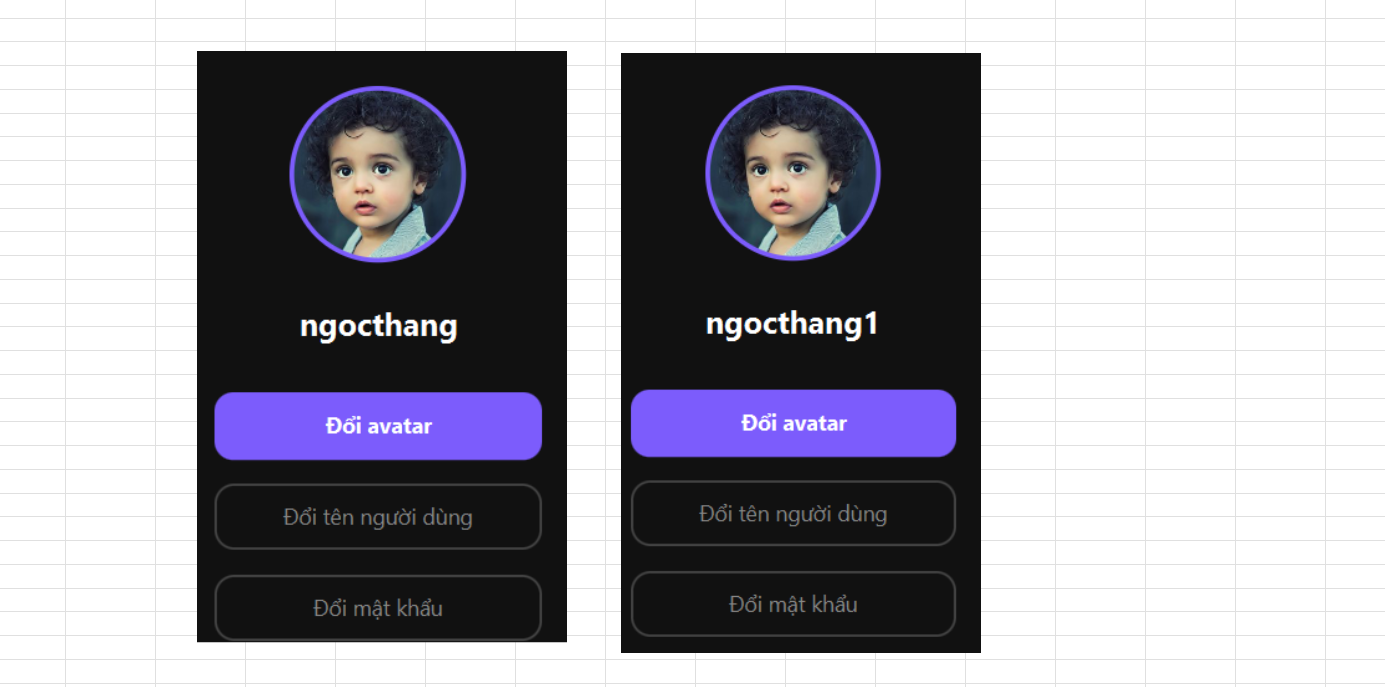 ngocthang
Đổi avatar
Đổi tên người dùng
Đổi mật khẩu
ngocthang1
Đổi avatar
Đổi tên người dùng
Đổi mật khẩu